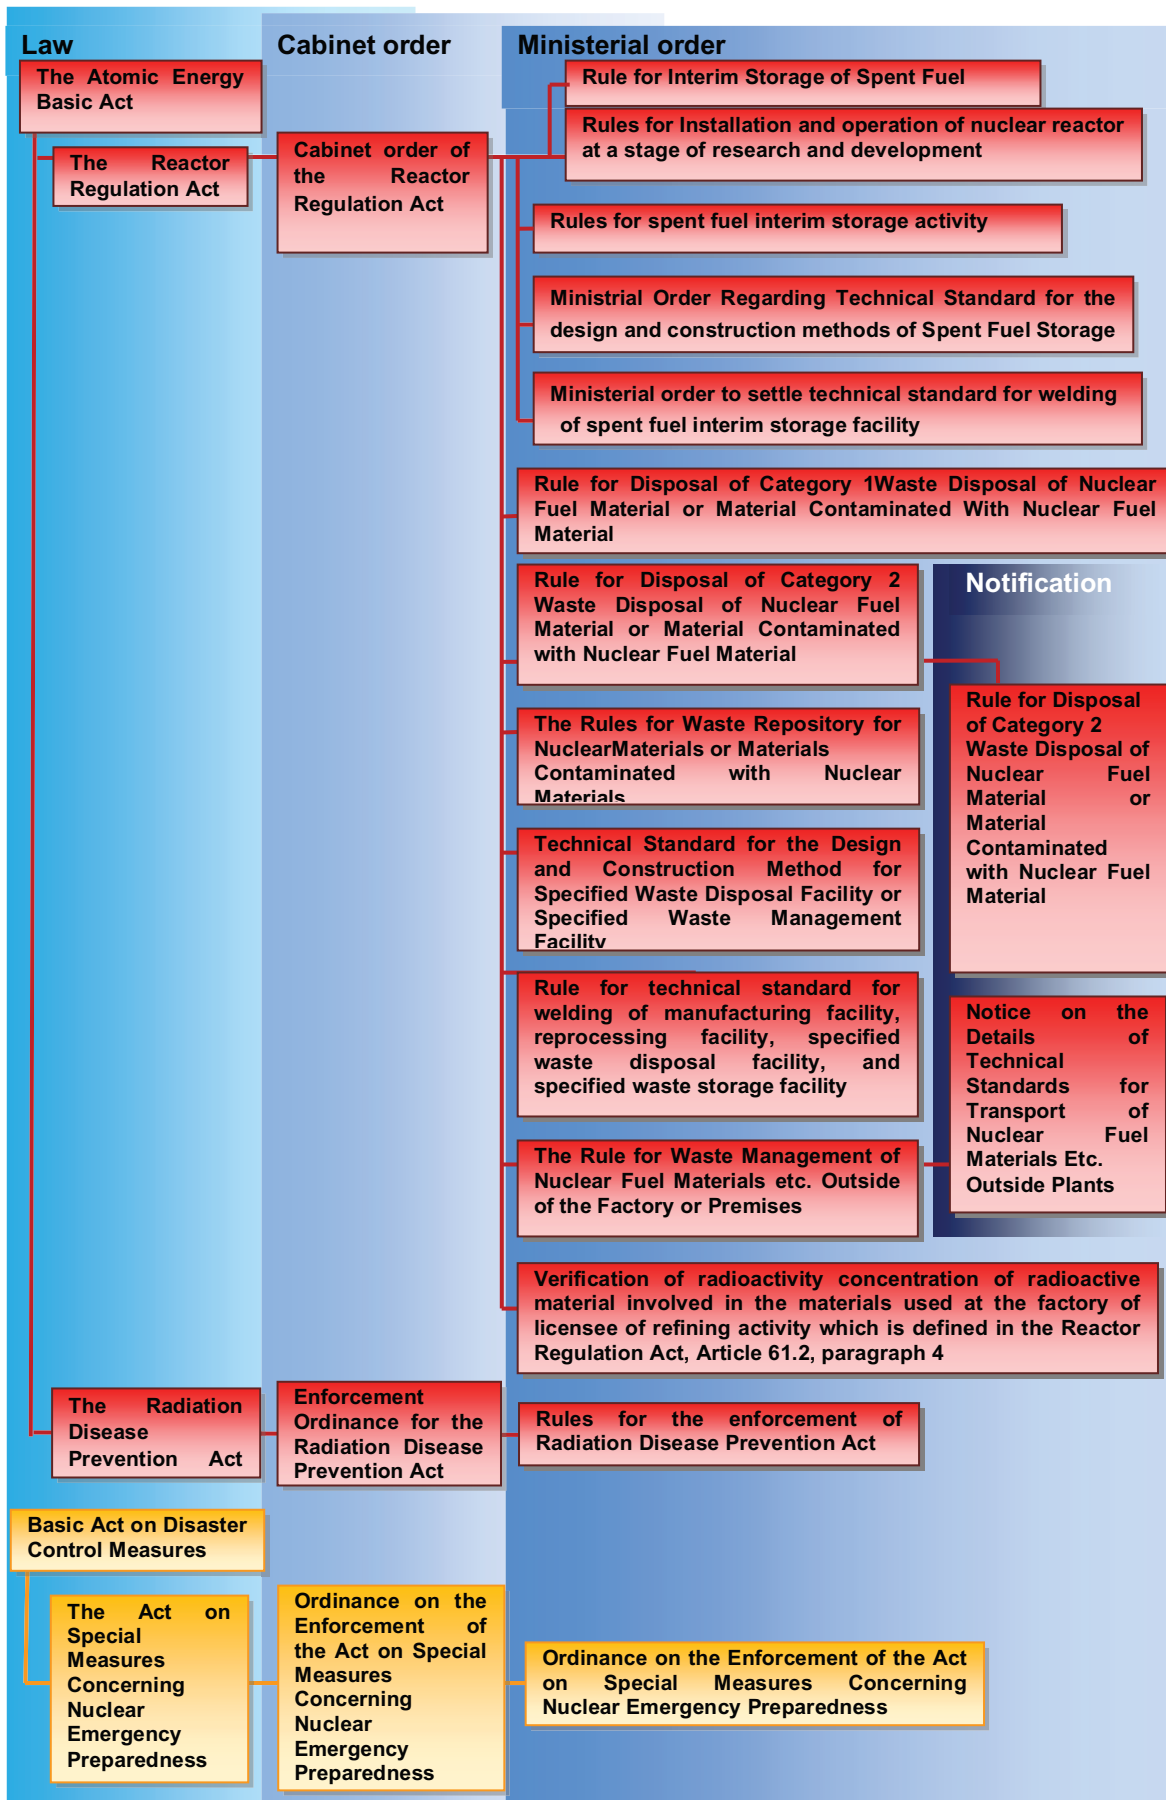 Law
Cabinet order
Ministerial order
The Atomic Energy
Basic Act
The Reactor
Regulation Act
Cabinet order of
the Reactor
Regulation Act
Rule for Interim Storage of Spent Fuel
Rules for Installation and operation of nuclear reactor
at a stage of research and development
Rules for spent fuel interim storage activity
Ministrial Order Regarding Technical Standard for the
design and construction methods of Spent Fuel Storage
Ministerial order to settle technical standard for welding
of spent fuel interim storage facility
Rule for Disposal of Category 1Waste Disposal of Nuclear
Fuel Material or Material Contaminated With Nuclear Fuel
Material
Rule for Disposal of Category 2
Waste Disposal of Nuclear Fuel
Material or Material Contaminated
with Nuclear Fuel Material
Notification
Rule for Disposal
of Category 2
Waste Disposal of
Nuclear Fuel
Material or
Material
Contaminated
with Nuclear Fuel
Material
The Rules for Waste Repository for
NuclearMaterials or Materials
Contaminated with Nuclear
Materials
Technical Standard for the Design
and Construction Method for
Specified Waste Disposal Facility or
Specified Waste Management
Facility
Rule for technical standard for
welding of manufacturing facility,
reprocessing facility, specified
waste disposal facility, and
specified waste storage facility
Notice on the
Details of
Technical
Standards for
Transport of
Nuclear Fuel
Materials Etc.
Outside Plants
The Rule for Waste Management of
Nuclear Fuel Materials etc. Outside
of the Factory or Premises
Verification of radioactivity concentration of radioactive
material involved in the materials used at the factory of
licensee of refining activity which is defined in the Reactor
Regulation Act, Article 61.2, paragraph 4
The Radiation
Disease
Prevention Act
Enforcement
Ordinance for the
Radiation Disease
Prevention Act
Rules for the enforcement of
Radiation Disease Prevention Act
Basic Act on Disaster
Control Measures
The Act on
Special
Measures
Concerning
Nuclear
Emergency
Preparedness
Ordinance on the
Enforcement of
the Act on Special
Measures
Concerning
Nuclear
Emergency
Preparedness
Ordinance on the Enforcement of the Act
on Special Measures Concerning
Nuclear Emergency Preparedness